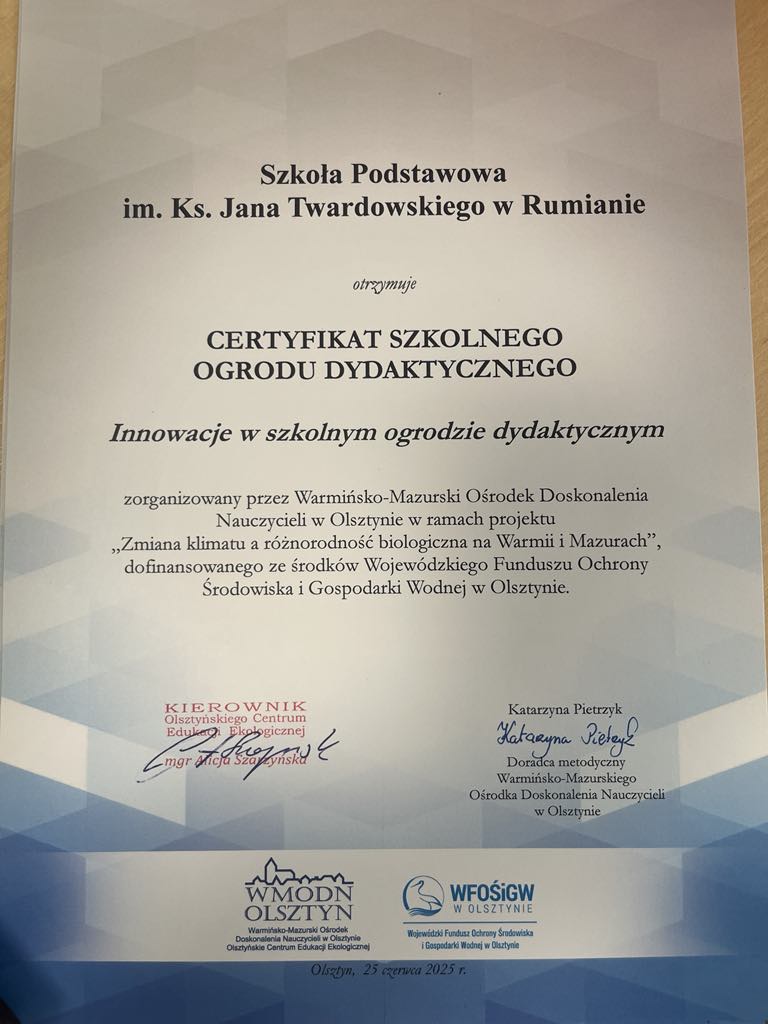 Szkoła Podstawowa
im. Ks. Jana Twardowskiego w Rumianie
otrzymuje
CERTYFIKAT SZKOLNEGO
OGRODU DYDAKTYCZNEGO
Innowacje w szkolnym ogrodzie dydaktycznym
zorganizowany przez Warmińsko-Mazurski Ośrodek Doskonalenia
Nauczycieli w Olsztynie w ramach projektu
„Zmiana klimatu a różnorodność biologiczna na Warmii i Mazurach”,
dofinansowanego ze środków Wojewódzkiego Funduszu Ochrony
Środowiska i Gospodarki Wodnej w Olsztynie.
KIEROWNIK
Olsztyńskiego Centrum
Edukacji Ekologicznej
mgr Alicja Szarzyńska
Katarzyna Pietrzyk
Katarzyna Pietrzyk
Doradca metodyczny
Warmińsko-Mazurskiego
Ośrodka Doskonalenia Nauczycieli
w Olsztynie
WMODN
OLSZTYN
Warmińsko-Mazurski Ośrodek
Doskonalenia Nauczycieli w Olsztynie
Olsztyńskie Centrum Edukacji Ekologicznej
WFOŚiGW
W OLSZTYNIE
Wojewódzki Fundusz Ochrony Środowiska
i Gospodarki Wodnej w Olsztynie
Olsztyn, 25 czerwca 2025 r.